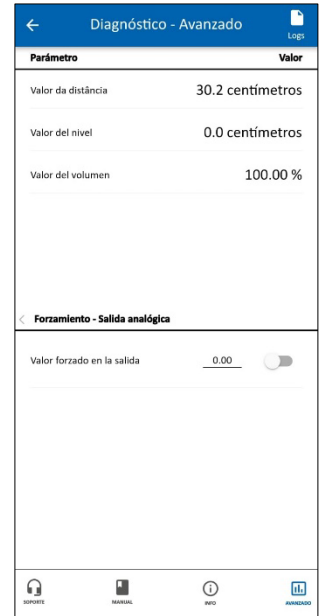 Diagnóstico - Avanzado
Logs
Parámetro Valor
Valor da distância 30.2 centímetros
Valor del nivel 0.0 centímetros
Valor del volumen 100.00 %
Forzamiento - Salida analógica
Valor forzado en la salida 0.00
SOPORTE MANUAL INFO AVANZADO